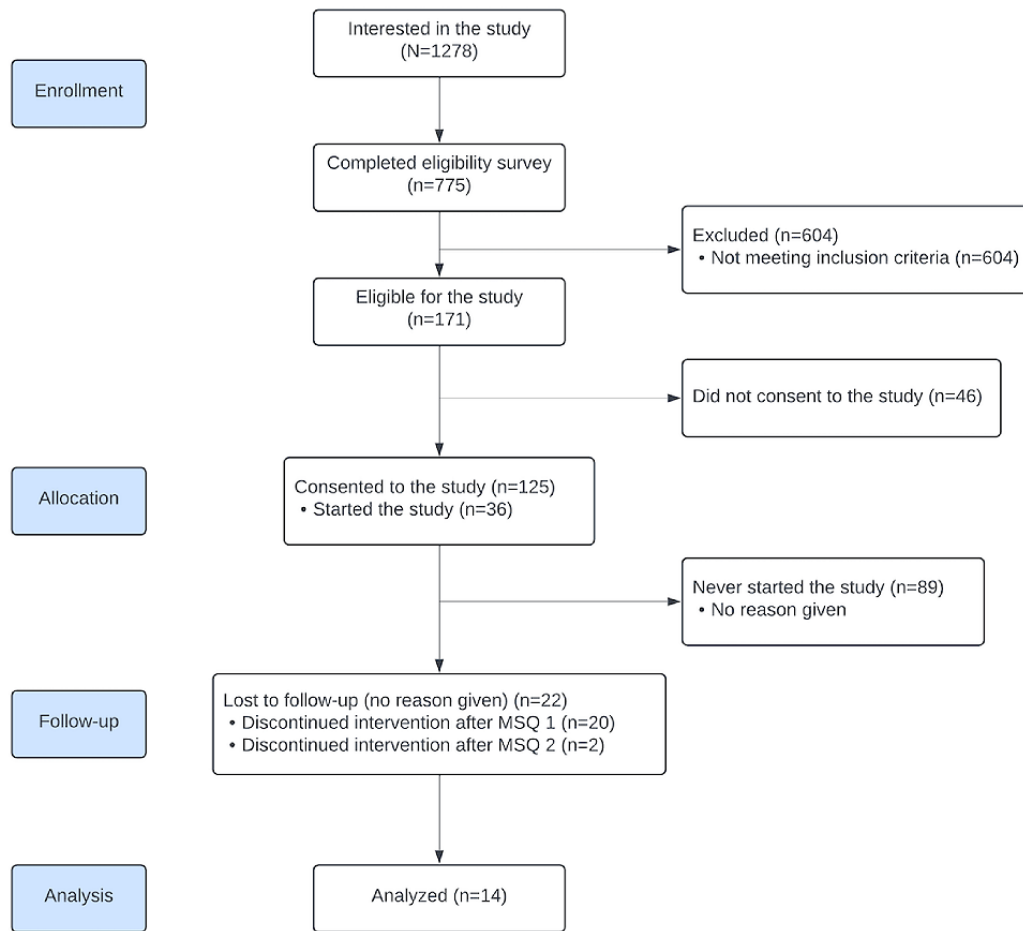 Interested in the study
(N=1278)
Enrollment
Completed eligibility survey
(n=775)
Excluded (n=604)
• Not meeting inclusion criteria (n=604)
Eligible for the study
(n=171)
Did not consent to the study (n=46)
Allocation
Consented to the study (n=125)
• Started the study (n=36)
Never started the study (n=89)
• No reason given
Follow-up
Lost to follow-up (no reason given) (n=22)
• Discontinued intervention after MSQ 1 (n=20)
• Discontinued intervention after MSQ 2 (n=2)
Analysis
Analyzed (n=14)